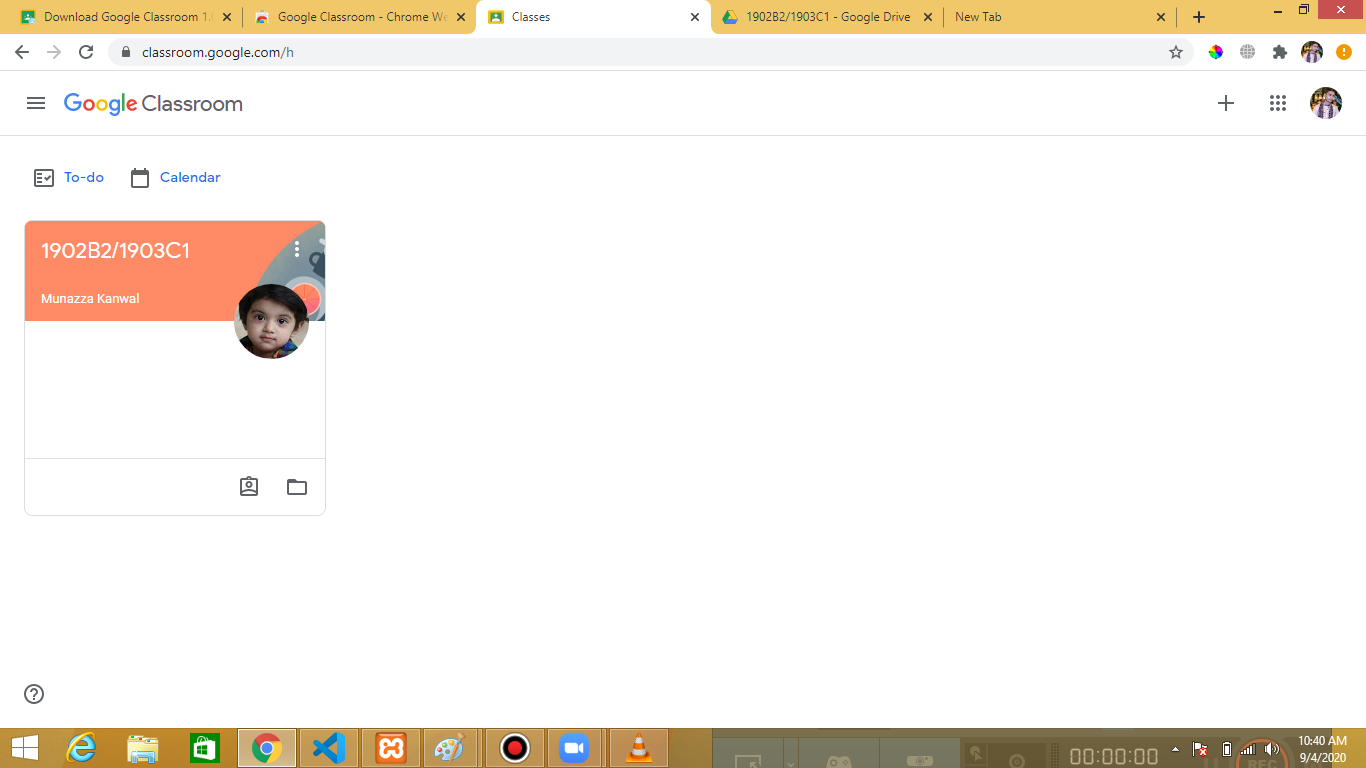 Download Google Classroom 1.
Google Classroom - Chrome We
Classes
1902B2/1903C1 - Google Drive
New Tab
classroom.google.com/h
Google Classroom
To-do
Calendar
1902B2/1903C1
Munazza Kanwal
00:00:00
REC
10:40 AM
9/4/2020